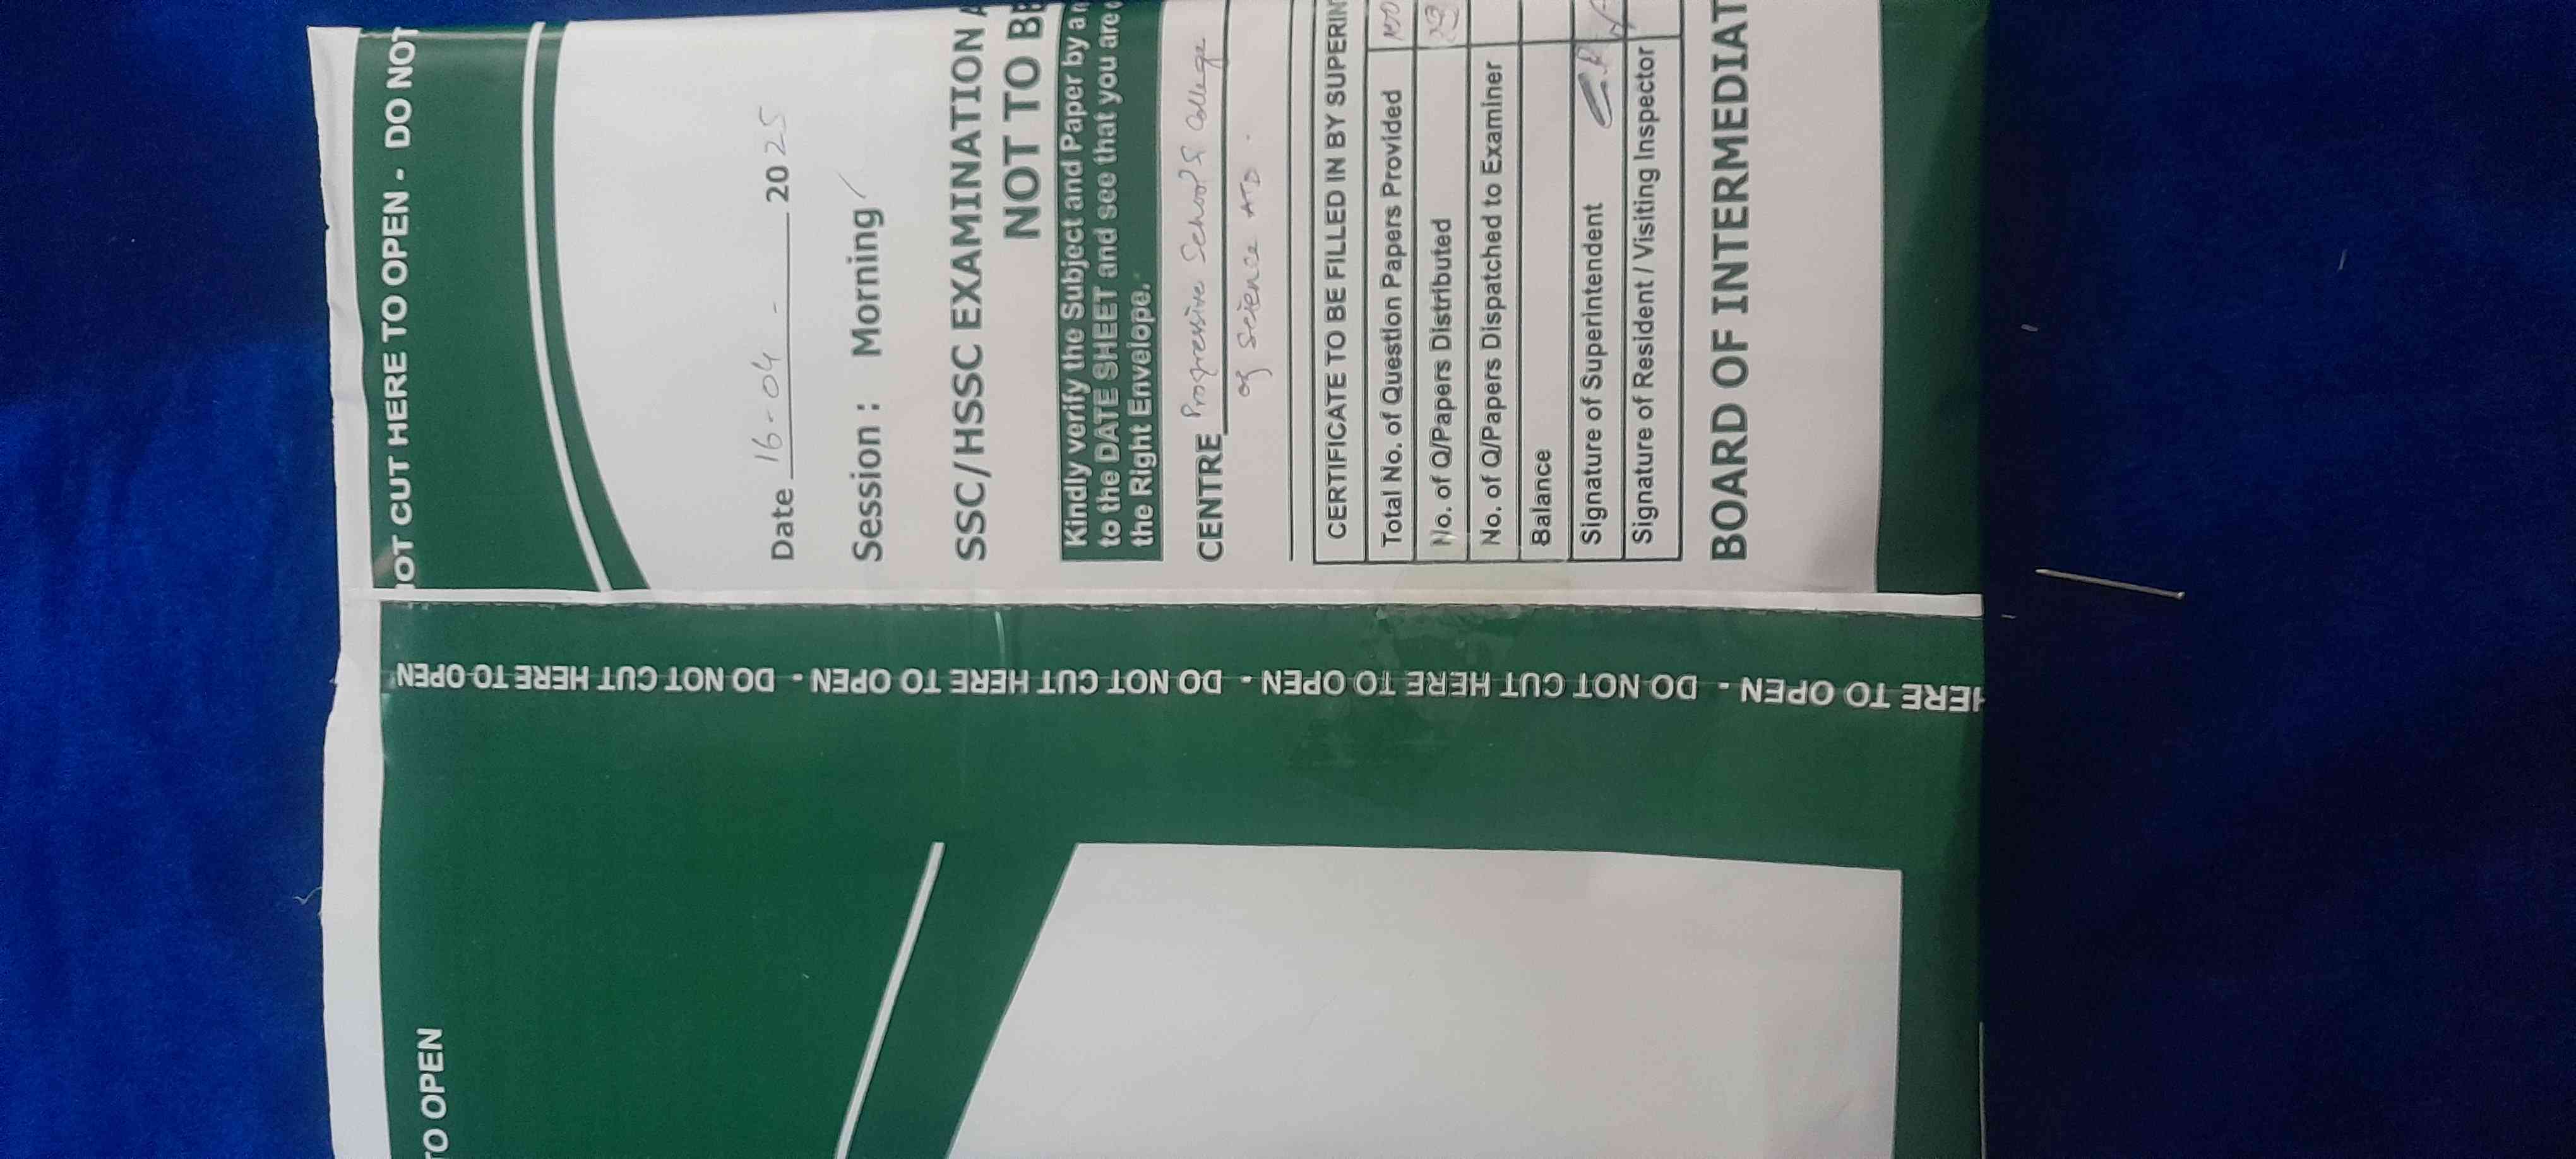 OT CUT HERE TO OPEN - DO NOT
Date 16-04- 2025
Session : Morning
SSC/HSSC EXAMINATION
NOT TO
Kindly verify the Subject and Paper by
to the DATE SHEET and see that you are
the Right Envelope.
CENTRE Progressive School & College
of Science ATD.
CERTIFICATE TO BE FILLED IN BY SUPERIN
Total No. of Question Papers Provided
No. of Q/Papers Distributed
No. of Q/Papers Dispatched to Examiner
Balance
Signature of Superintendent
Signature of Resident / Visiting Inspector
BOARD OF INTERMEDIAT
HERE TO OPEN - DO NOT CUT HERE TO OPEN - DO NOT CUT HERE TO OPEN - DO NOT CUT HERE TO OPEN
TO OPEN